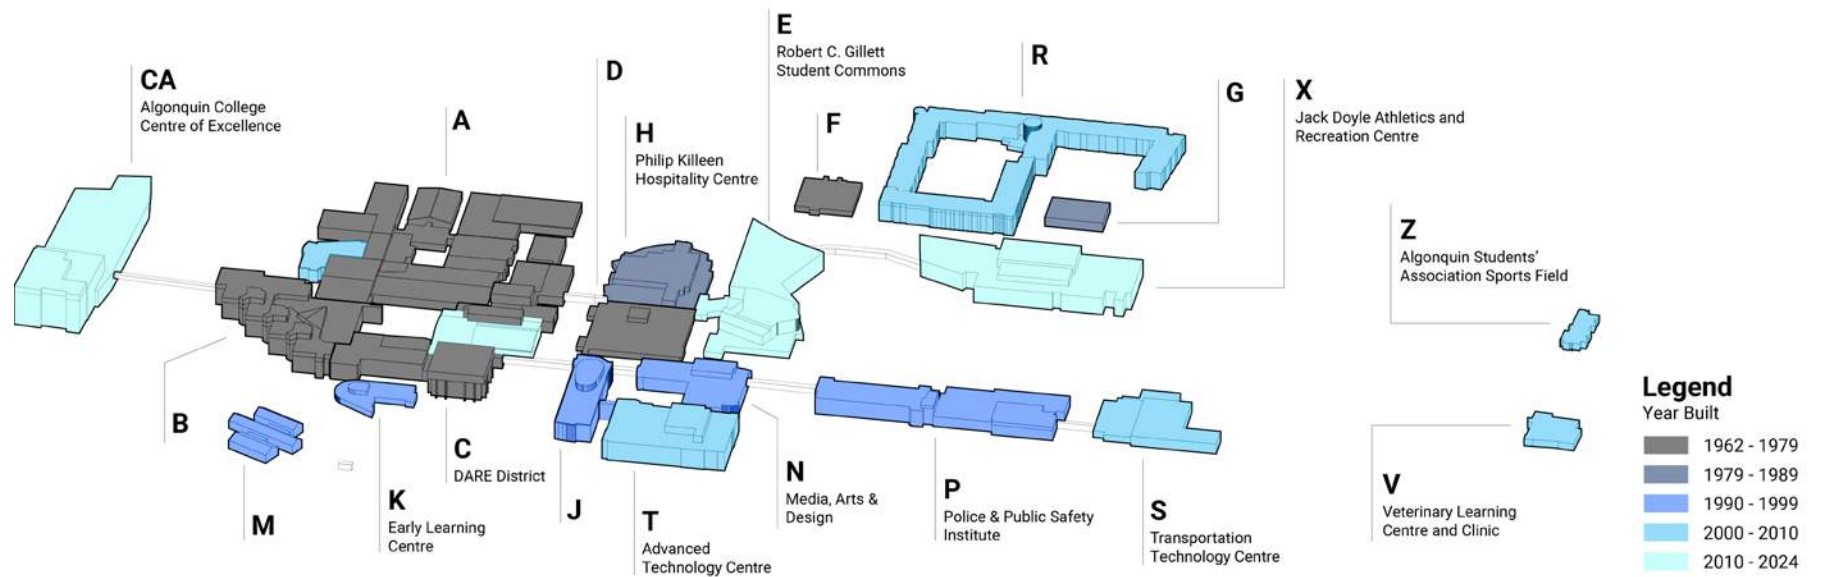 CA
Algonquin College
Centre of Excellence
A
D
H
Philip Killeen
Hospitality Centre
E
Robert C. Gillett
Student Commons
F
R
G
X
Jack Doyle Athletics and
Recreation Centre
Z
Algonquin Students'
Association Sports Field
B
M
K
Early Learning
Centre
C
DARE District
J
T
Advanced
Technology Centre
N
Media, Arts &
Design
P
Police & Public Safety
Institute
S
Transportation
Technology Centre
V
Veterinary Learning
Centre and Clinic
Legend
Year Built
1962 - 1979
1979 - 1989
1990 - 1999
2000 - 2010
2010 - 2024